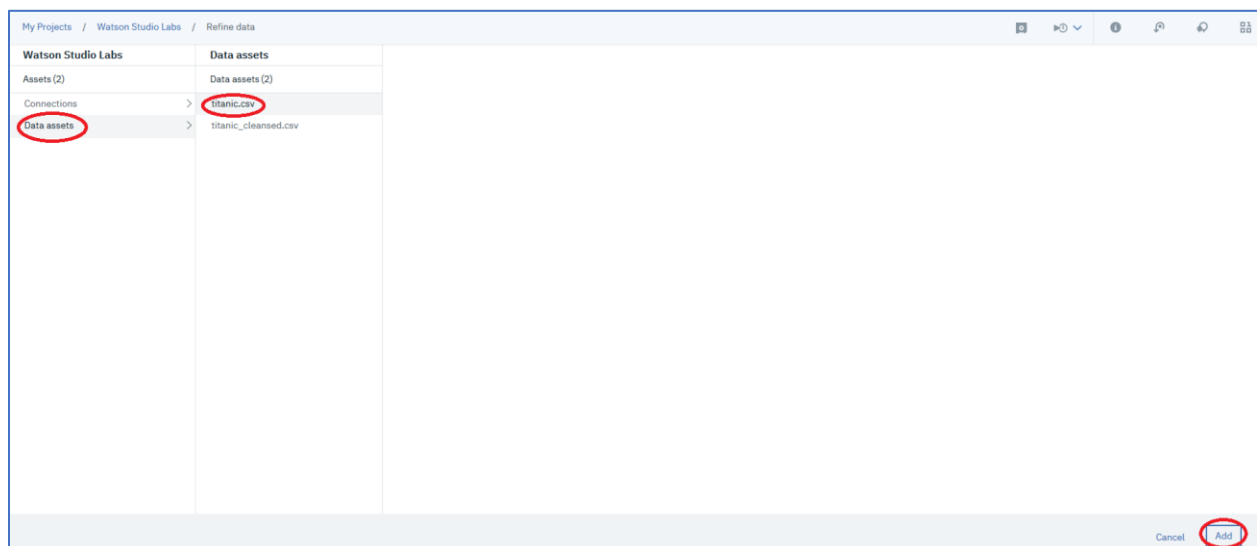 My Projects / Watson Studio Labs / Refine data
Watson Studio Labs
Assets (2)
Connections
Data assets
Data assets
Data assets (2)
titanic.csv
titanic_cleansed.csv
Cancel
Add